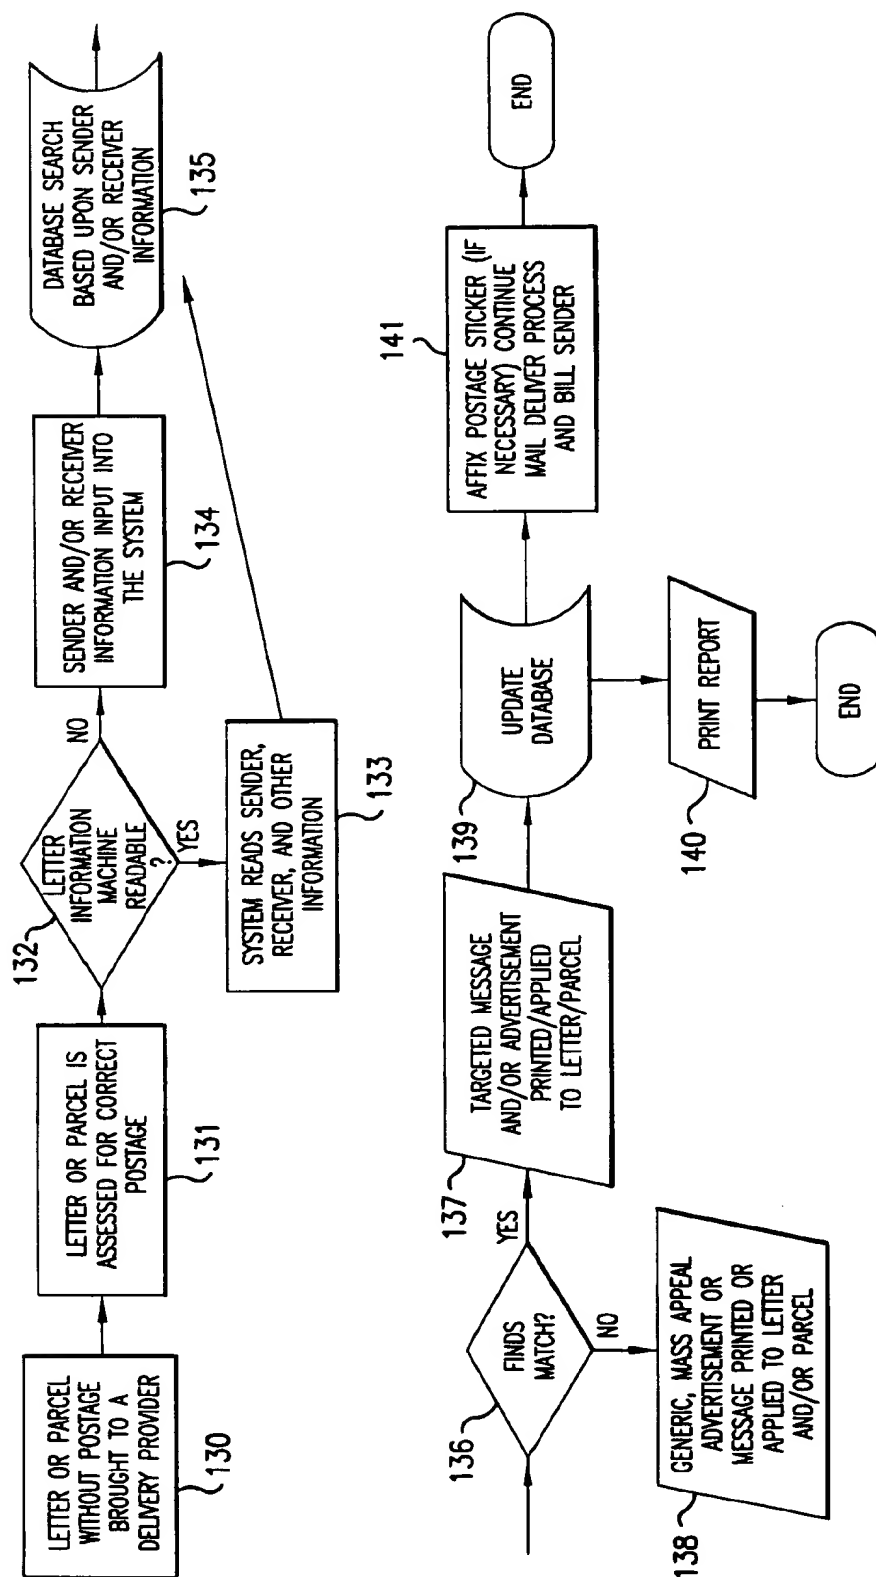 LETTER OR PARCEL
WITHOUT POSTAGE
BROUGHT TO A
DELIVERY PROVIDER
130
LETTER OR PARCEL IS
ASSESSED FOR CORRECT
POSTAGE
131
LETTER
INFORMATION
MACHINE
READABLE
?
132
NO
YES
SYSTEM READS SENDER,
RECEIVER, AND OTHER
INFORMATION
133
SENDER AND/OR RECEIVER
INFORMATION INPUT INTO
THE SYSTEM
134
DATABASE SEARCH
BASED UPON SENDER
AND/OR RECEIVER
INFORMATION
135
FINDS
MATCH?
136
YES
NO
TARGETED MESSAGE
AND/OR ADVERTISEMENT
PRINTED/APPLIED
TO LETTER/PARCEL
137
GENERIC, MASS APPEAL
ADVERTISEMENT OR
MESSAGE PRINTED OR
APPLIED TO LETTER
AND/OR PARCEL
138
UPDATE
DATABASE
139
PRINT REPORT
140
END
AFFIX POSTAGE STICKER (IF
NECESSARY) CONTINUE
MAIL DELIVER PROCESS
AND BILL SENDER
141
END